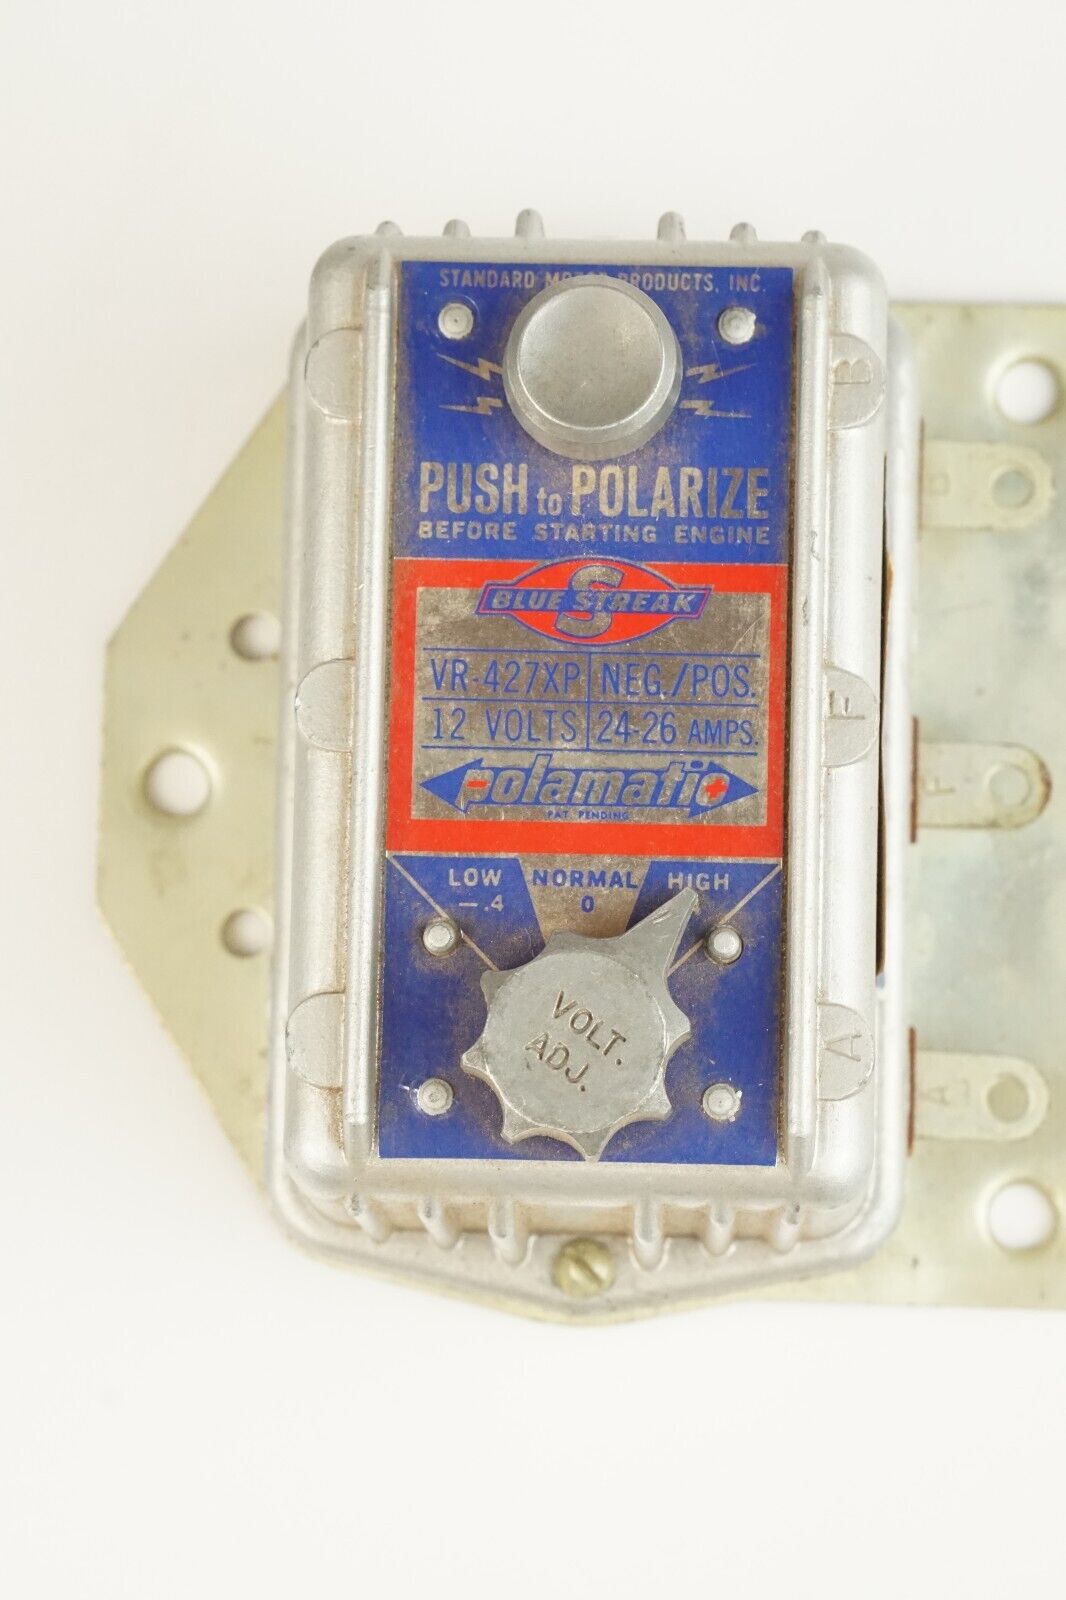 STANDARD MOTOR PRODUCTS, INC.
PUSH to POLARIZE
BEFORE STARTING ENGINE
S
BLUE STREAK
VR-427XP NEG./POS.
12 VOLTS 24-26 AMPS.
- polamatic +
PAT. PENDING
LOW NORMAL HIGH
-.4 0
VOLT.
ADJ.
B
F
A
B
F
A